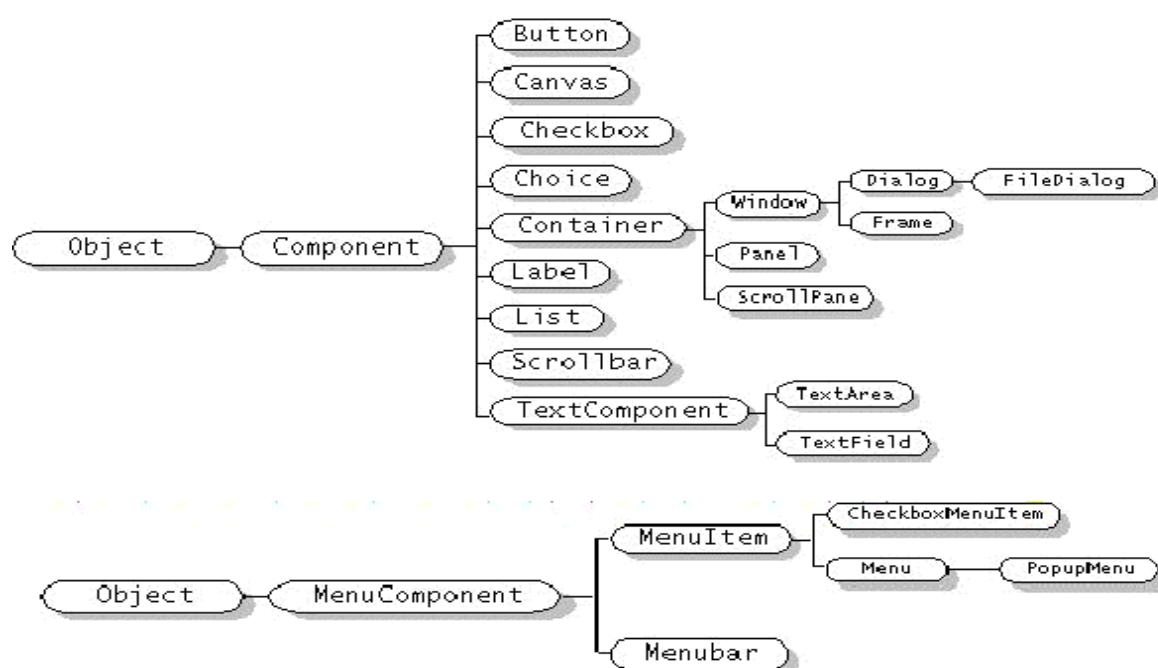 Button
Canvas
Checkbox
Choice
Dialog
FileDialog
Window
Container
Frame
Object
Component
Panel
Label
ScrollPane
List
Scrollbar
TextArea
TextComponent
TextField
CheckboxMenuItem
MenuItem
Menu
PopupMenu
Object
MenuComponent
Menubar